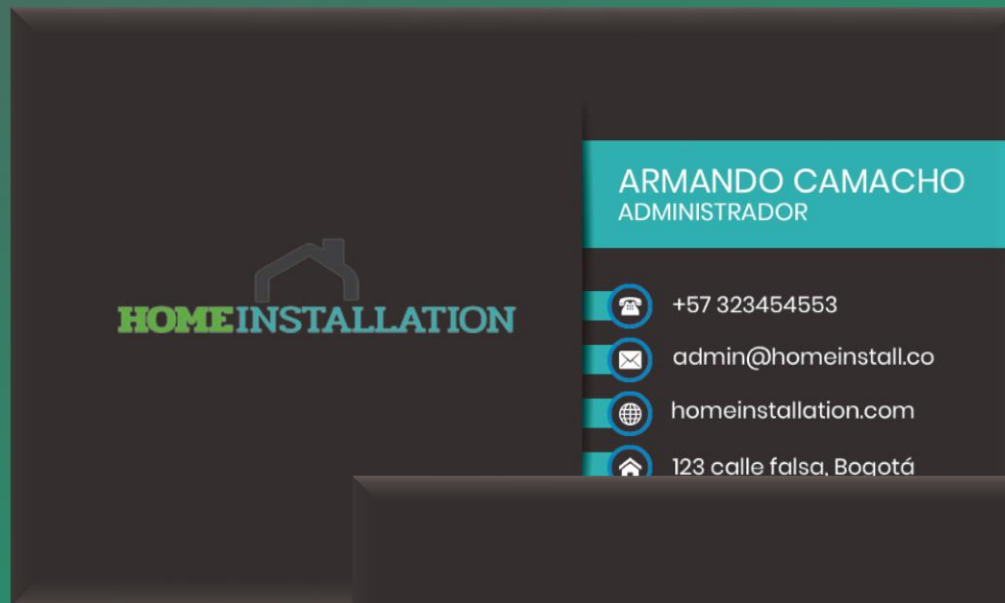 HOMEINSTALLATION
ARMANDO CAMACHO
ADMINISTRADOR
+57 323454553
admin@homeinstall.co
homeinstallation.com
123 calle falsa, Bogotá